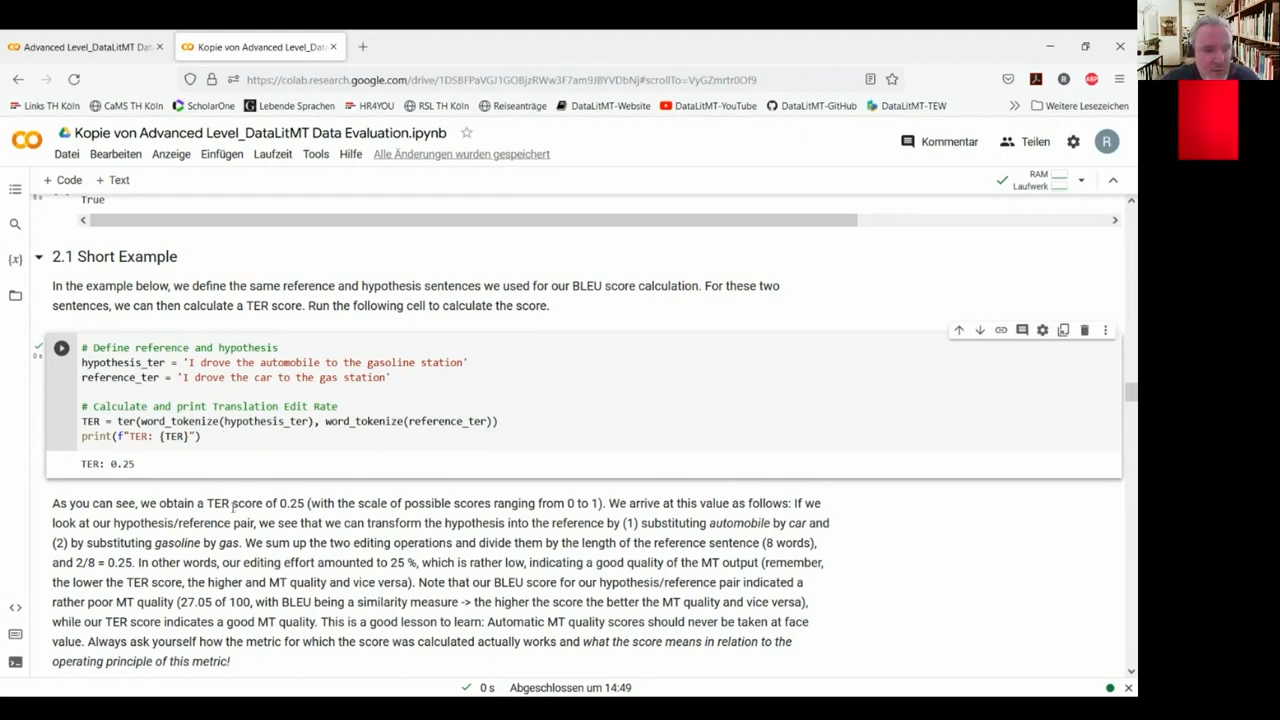 Advanced Level_DataLitMT Dat
Kopie von Advanced Level_Data
https://colab.research.google.com/drive/1DSBFPaVGJ1GOBjzRWw3F7am9JBYVDbNj#scrollTo=VyGZmrtr0Of9
Links TH Köln
CaMS TH Köln
ScholarOne
Lebende Sprachen
HR4YOU
RSL TH Köln
Reiseanträge
DataLitMT-Website
DataLitMT-YouTube
DataLitMT-GitHub
DataLitMT-TEW
Weitere Lesezeichen
Kopie von Advanced Level_DataLitMT Data Evaluation.ipynb
Kommentar
Teilen
R
Datei Bearbeiten Anzeige Einfügen Laufzeit Tools Hilfe Alle Änderungen wurden gespeichert
+ Code + Text
RAM
Laufwerk
True
2.1 Short Example
In the example below, we define the same reference and hypothesis sentences we used for our BLEU score calculation. For these two
sentences, we can then calculate a TER score. Run the following cell to calculate the score.
# Define reference and hypothesis
hypothesis_ter = 'I drove the automobile to the gasoline station'
reference_ter = 'I drove the car to the gas station'
# Calculate and print Translation Edit Rate
TER = ter(word_tokenize(hypothesis_ter), word_tokenize(reference_ter))
print(f"TER: {TER}")
TER: 0.25
As you can see, we obtain a TER score of 0.25 (with the scale of possible scores ranging from 0 to 1). We arrive at this value as follows: If we
look at our hypothesis/reference pair, we see that we can transform the hypothesis into the reference by (1) substituting automobile by car and
(2) by substituting gasoline by gas. We sum up the two editing operations and divide them by the length of the reference sentence (8 words),
and 2/8 = 0.25. In other words, our editing effort amounted to 25 %, which is rather low, indicating a good quality of the MT output (remember,
the lower the TER score, the higher and MT quality and vice versa). Note that our BLEU score for our hypothesis/reference pair indicated a
rather poor MT quality (27.05 of 100, with BLEU being a similarity measure -> the higher the score the better the MT quality and vice versa),
while our TER score indicates a good MT quality. This is a good lesson to learn: Automatic MT quality scores should never be taken at face
value. Always ask yourself how the metric for which the score was calculated actually works and what the score means in relation to the
operating principle of this metric!
0 s Abgeschlossen um 14:49